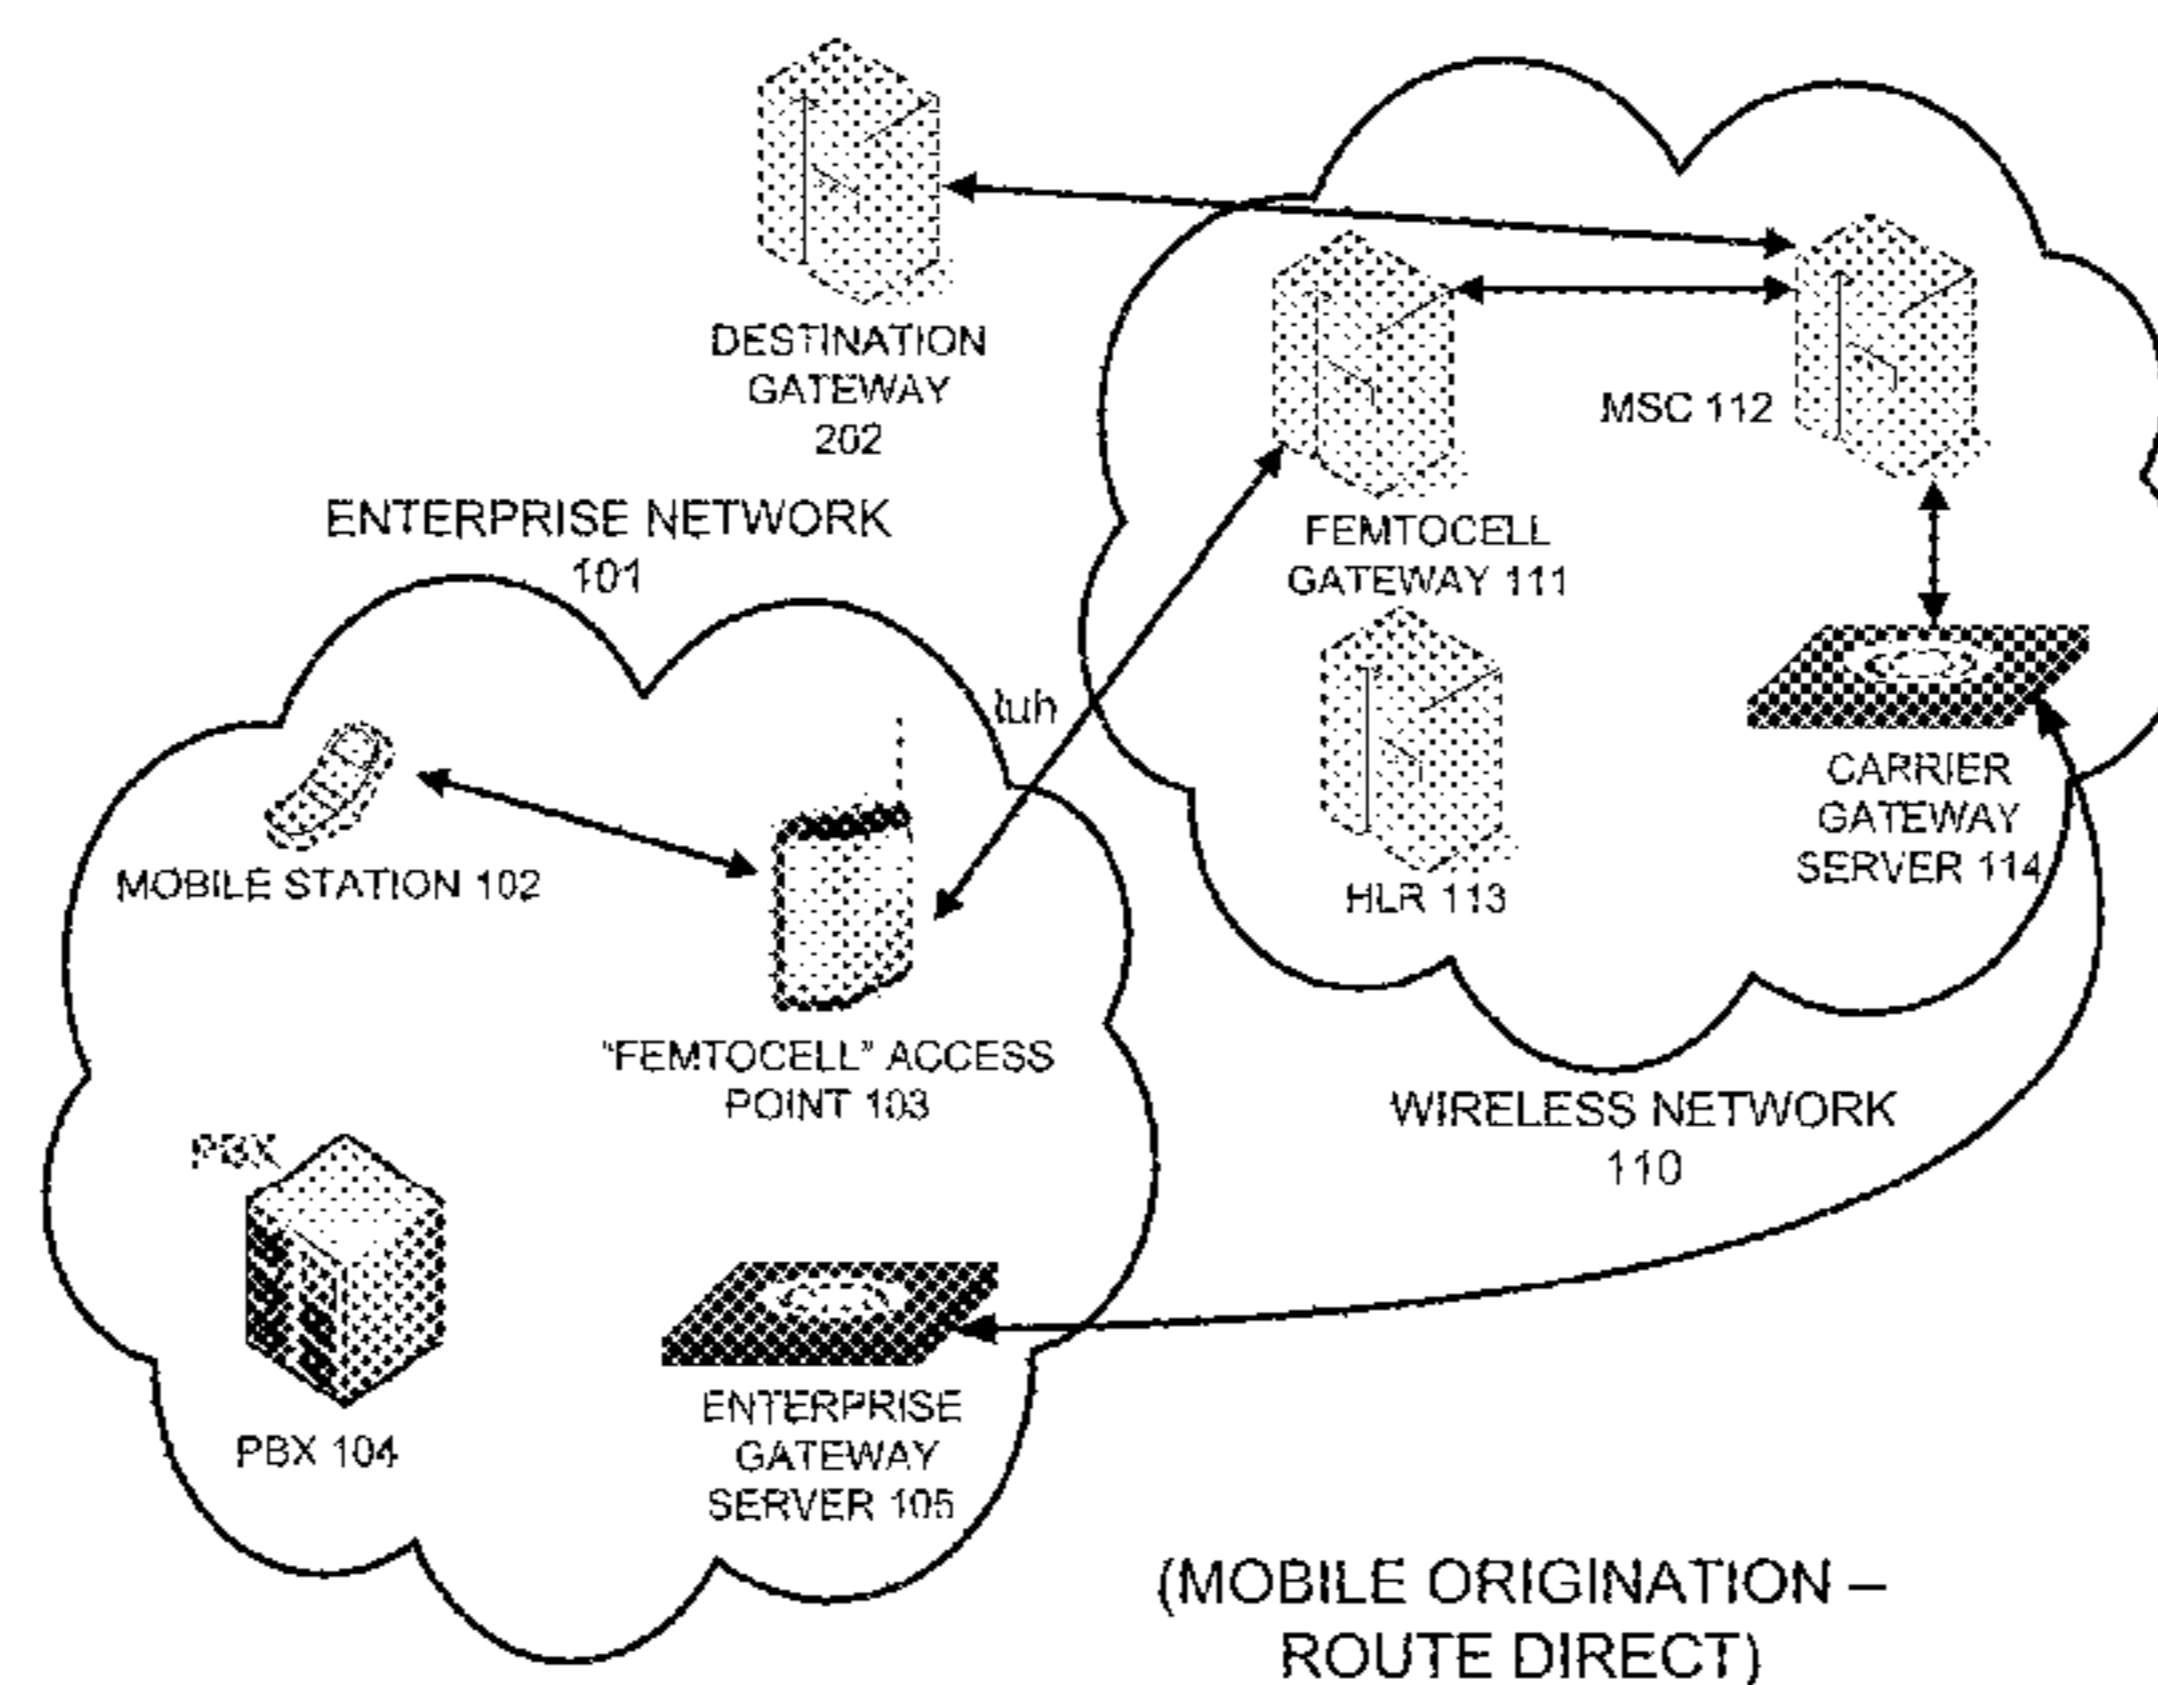 DESTINATION
GATEWAY
202
MSC 112
ENTERPRISE NETWORK
101
FEMTOCELL
GATEWAY 111
Iuh
MOBILE STATION 102
HLR 113
CARRIER
GATEWAY
SERVER 114
"FEMTOCELL" ACCESS
POINT 103
WIRELESS NETWORK
110
PBX
PBX 104
ENTERPRISE
GATEWAY
SERVER 105
(MOBILE ORIGINATION –
ROUTE DIRECT)